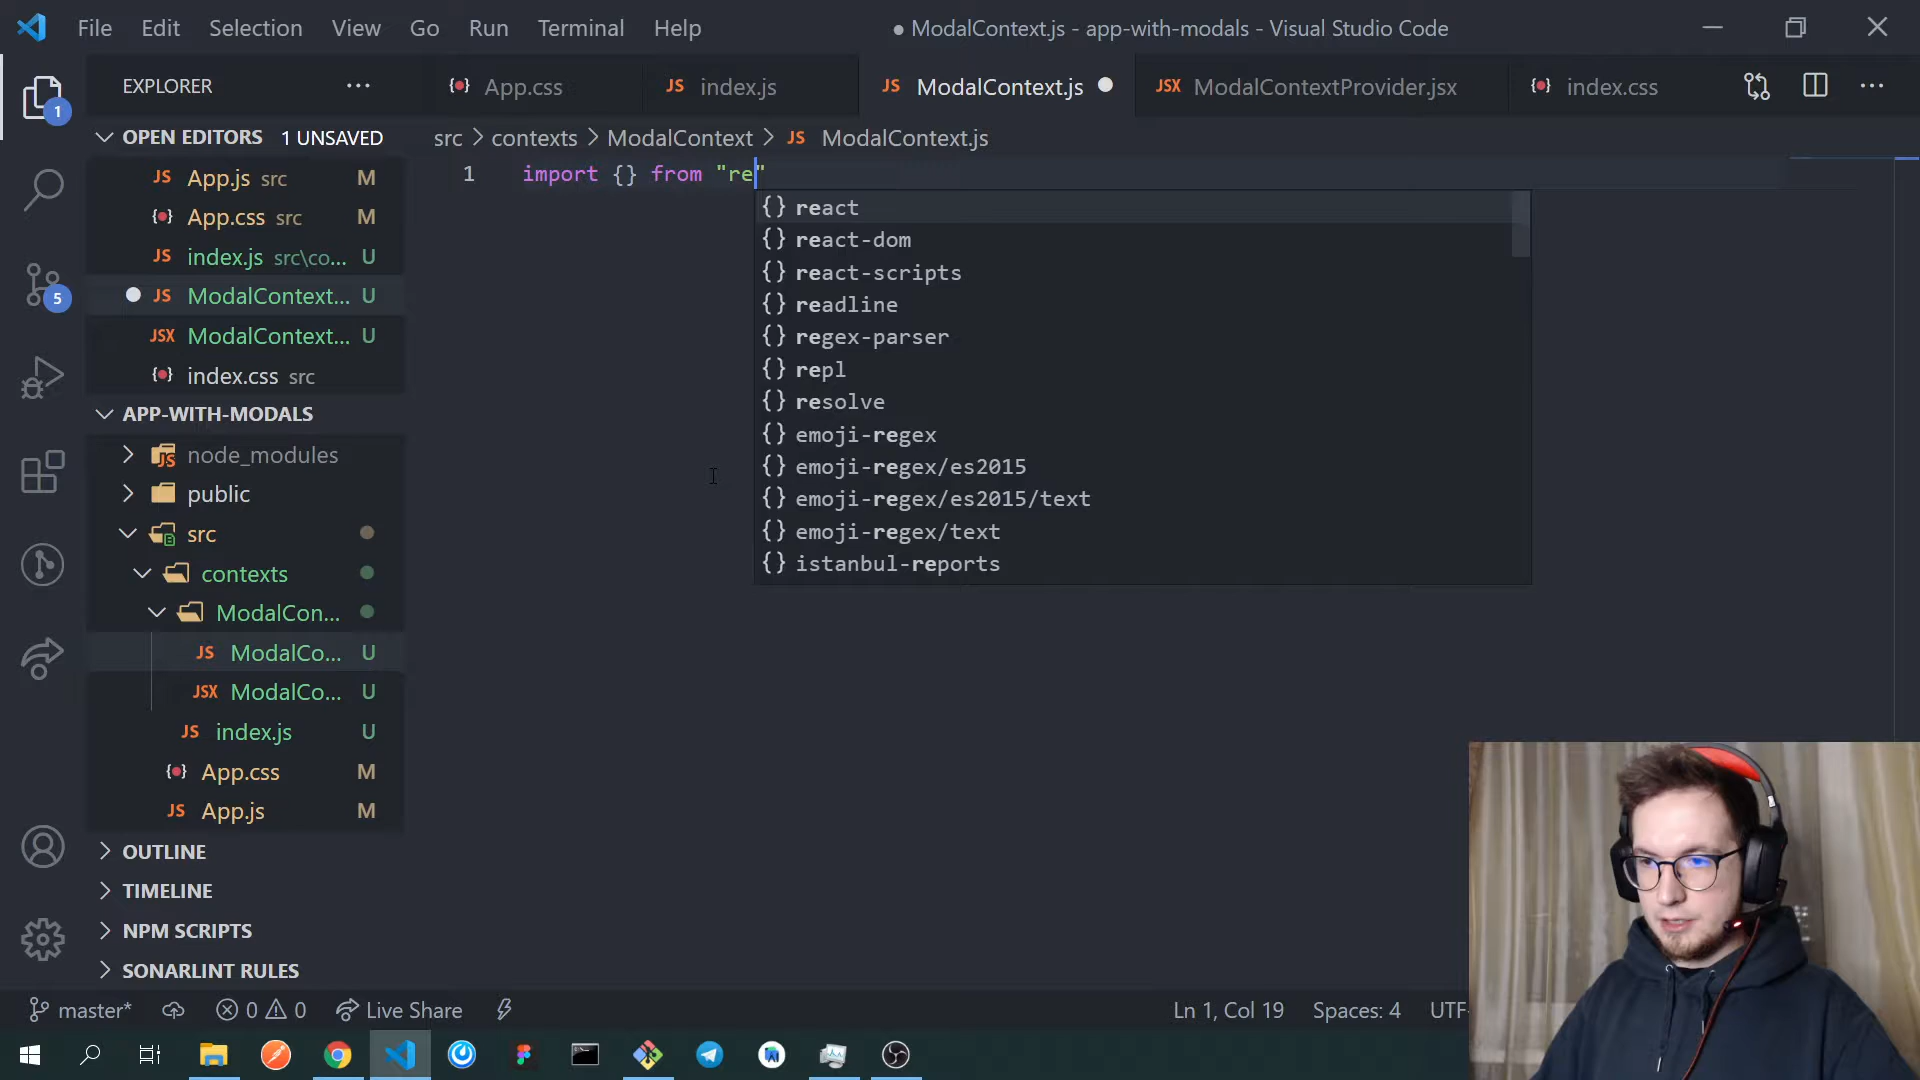 File Edit Selection View Go Run Terminal Help
● ModalContext.js - app-with-modals - Visual Studio Code
EXPLORER
App.css
JS index.js
JS ModalContext.js
JSX ModalContextProvider.jsx
index.css
1
OPEN EDITORS 1 UNSAVED
src > contexts > ModalContext > JS ModalContext.js
1 import {} from "re"
JS App.js src M
App.css src M
JS index.js src\co... U
JS ModalContext... U
JSX ModalContext... U
index.css src
5
{} react
{} react-dom
{} react-scripts
{} readline
{} regex-parser
{} repl
{} resolve
{} emoji-regex
{} emoji-regex/es2015
{} emoji-regex/es2015/text
{} emoji-regex/text
{} istanbul-reports
APP-WITH-MODALS
node_modules
public
src
contexts
ModalCon...
JS ModalCo... U
JSX ModalCo... U
JS index.js U
App.css M
JS App.js M
OUTLINE
TIMELINE
NPM SCRIPTS
SONARLINT RULES
master* 0 0 Live Share
Ln 1, Col 19 Spaces: 4 UTF-